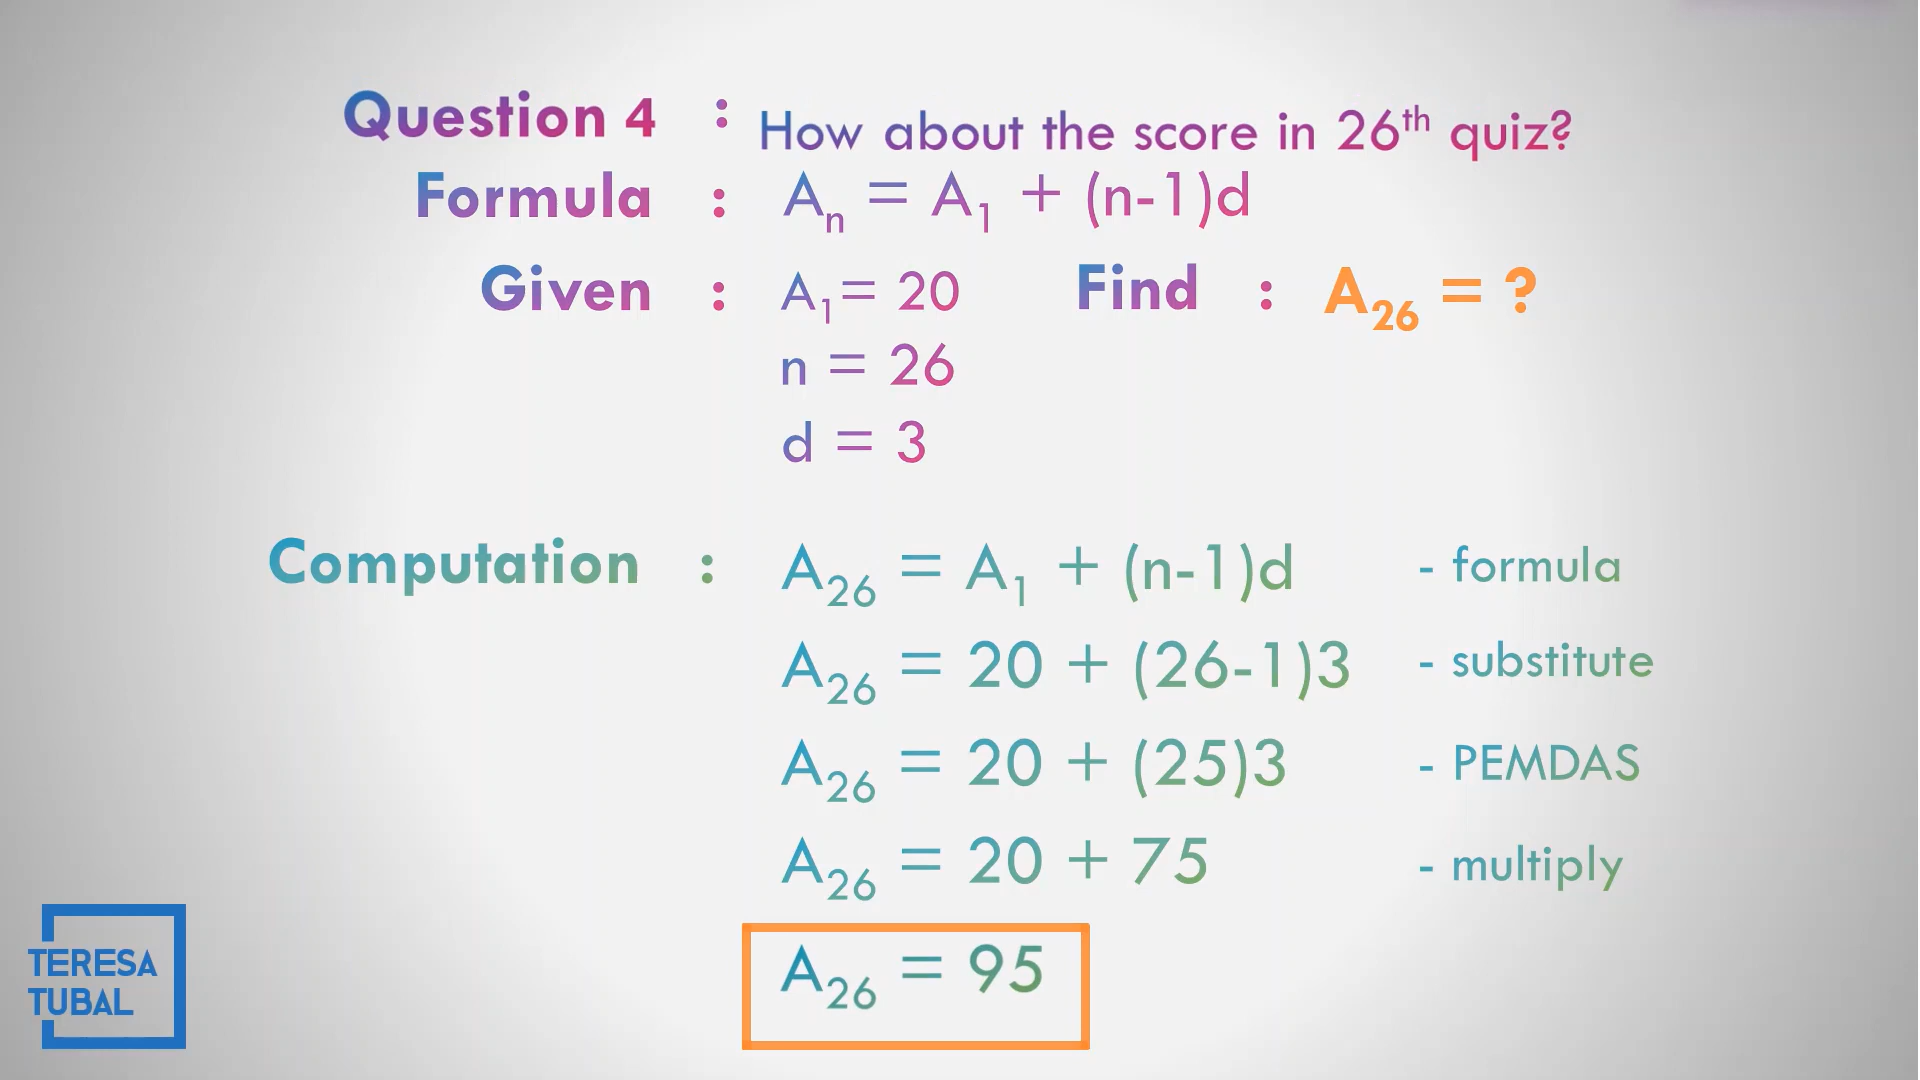 Question 4 : How about the score in 26th quiz?
Formula : Aₙ = A₁ + (n-1)d
Given : A₁= 20 Find : A₂₆ = ?
n = 26
d = 3
Computation : A₂₆ = A₁ + (n-1)d - formula
A₂₆ = 20 + (26-1)3 - substitute
A₂₆ = 20 + (25)3 - PEMDAS
A₂₆ = 20 + 75 - multiply
A₂₆ = 95
TERESA
TUBAL